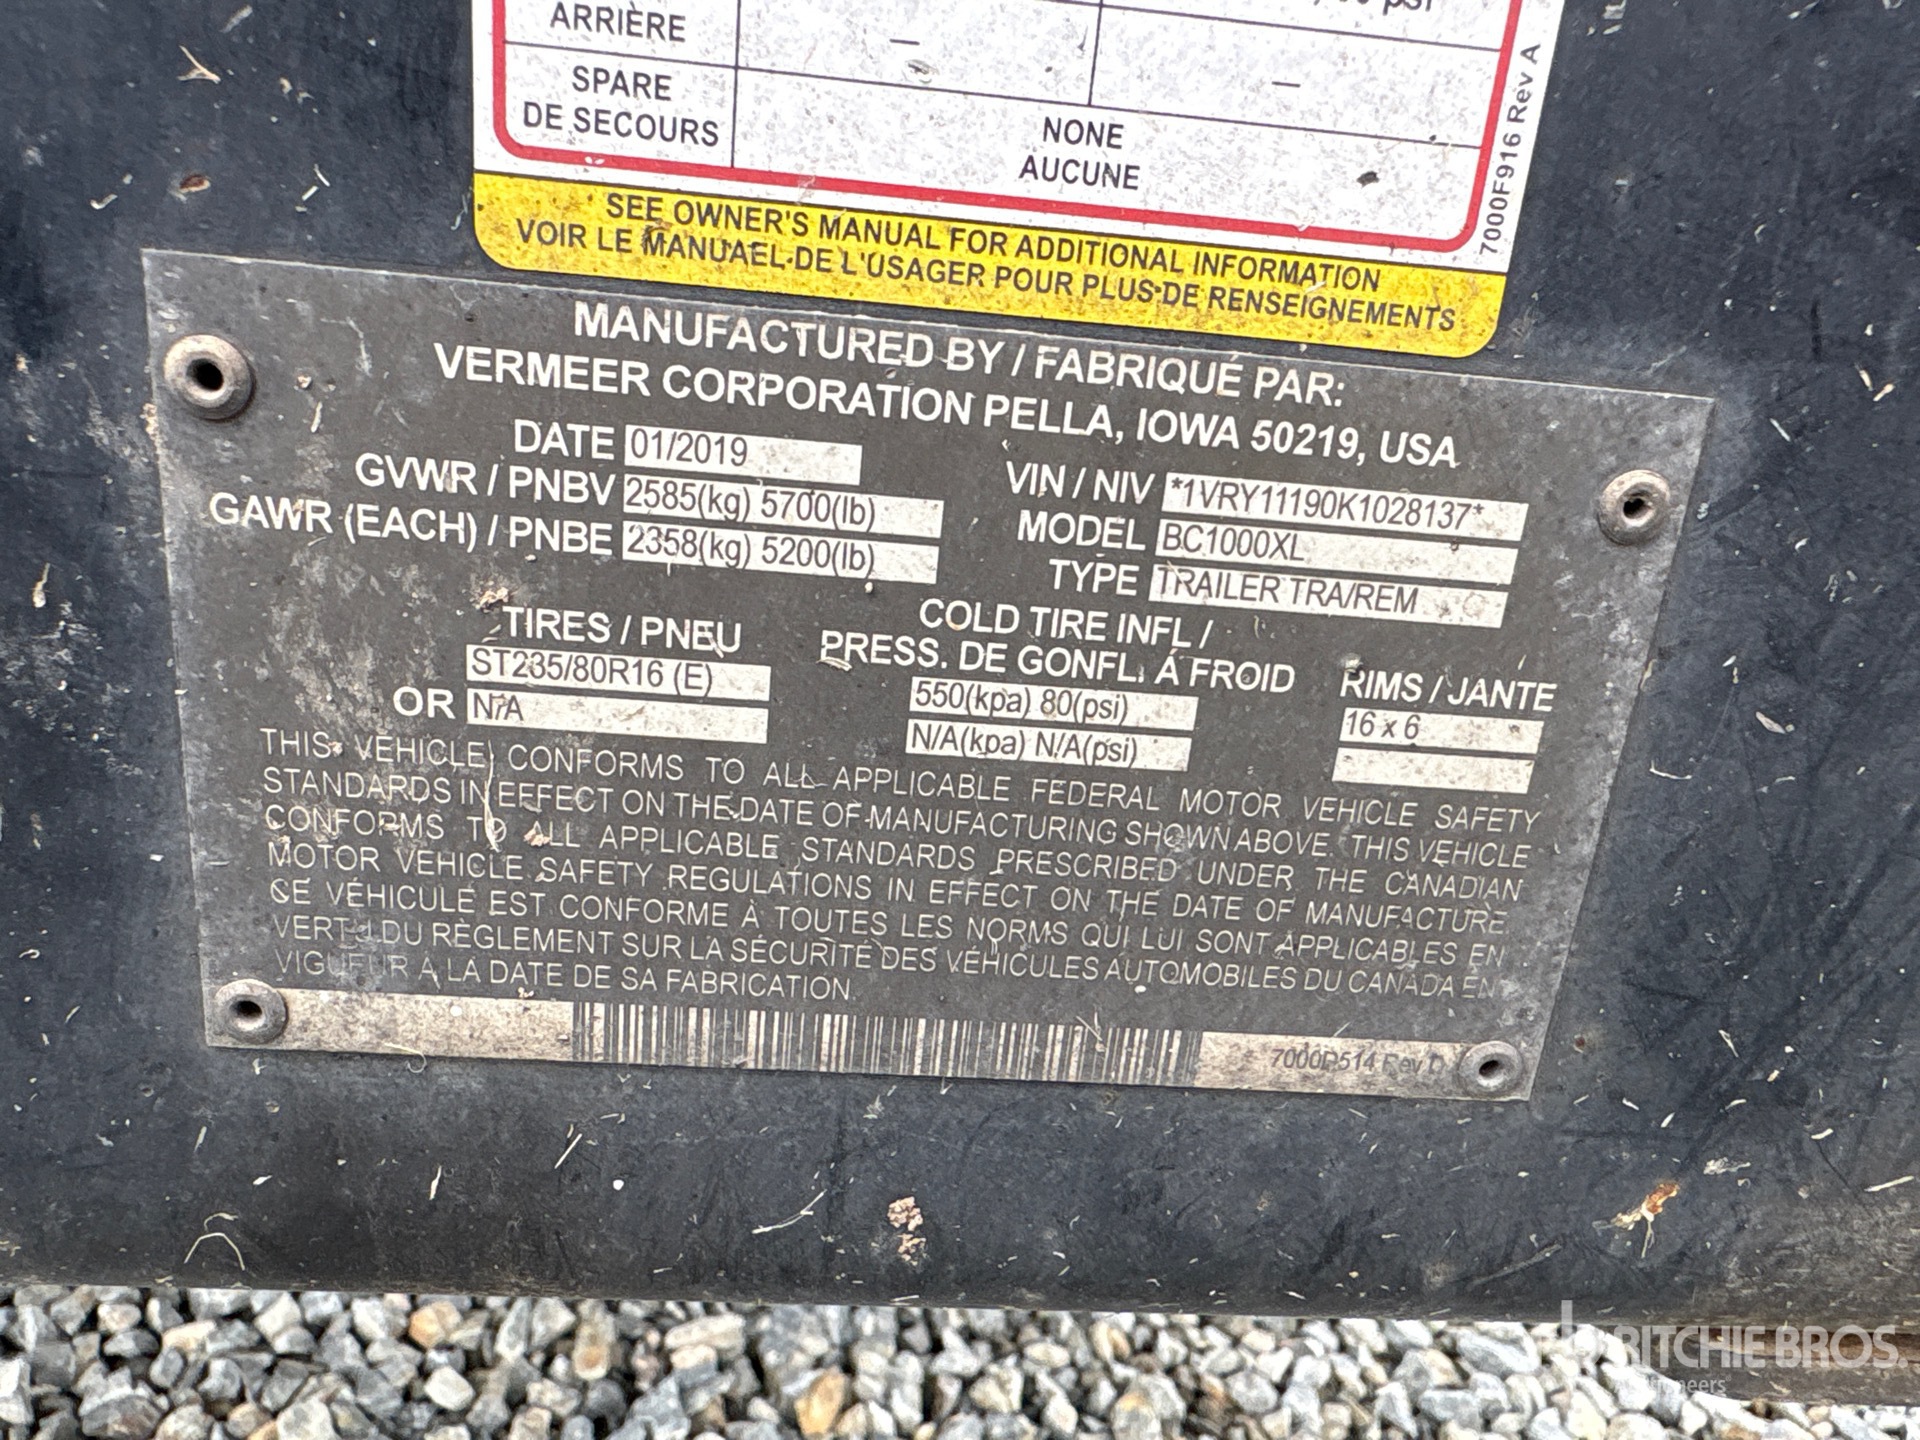 ARRIÈRE — —
psi
SPARE
DE SECOURS
NONE
AUCUNE
7000F916 Rev A
SEE OWNER'S MANUAL FOR ADDITIONAL INFORMATION
VOIR LE MANUAEL DE L'USAGER POUR PLUS DE RENSEIGNEMENTS
MANUFACTURED BY / FABRIQUÉ PAR:
VERMEER CORPORATION PELLA, IOWA 50219, USA
DATE 01/2019
GVWR / PNBV 2585(kg) 5700(lb)
GAWR (EACH) / PNBE 2358(kg) 5200(lb)
VIN / NIV *1VRY11190K1028137*
MODEL BC1000XL
TYPE TRAILER TRA/REM
TIRES / PNEU
ST235/80R16 (E)
OR N/A
COLD TIRE INFL /
PRESS. DE GONFL. Á FROID
550(kpa) 80(psi)
N/A(kpa) N/A(psi)
RIMS / JANTE
16 x 6
THIS VEHICLE CONFORMS TO ALL APPLICABLE FEDERAL MOTOR VEHICLE SAFETY
STANDARDS IN EFFECT ON THE DATE OF MANUFACTURING SHOWN ABOVE. THIS VEHICLE
CONFORMS TO ALL APPLICABLE STANDARDS PRESCRIBED UNDER THE CANADIAN
MOTOR VEHICLE SAFETY REGULATIONS IN EFFECT ON THE DATE OF MANUFACTURE.
CE VÉHICULE EST CONFORME À TOUTES LES NORMS QUI LUI SONT APPLICABLES EN
VERTU DU RÈGLEMENT SUR LA SÉCURITÉ DES VÉHICULES AUTOMOBILES DU CANADA EN
VIGUEUR A LA DATE DE SA FABRICATION.
7000P514 Rev D
RITCHIE BROS.
Auctioneers